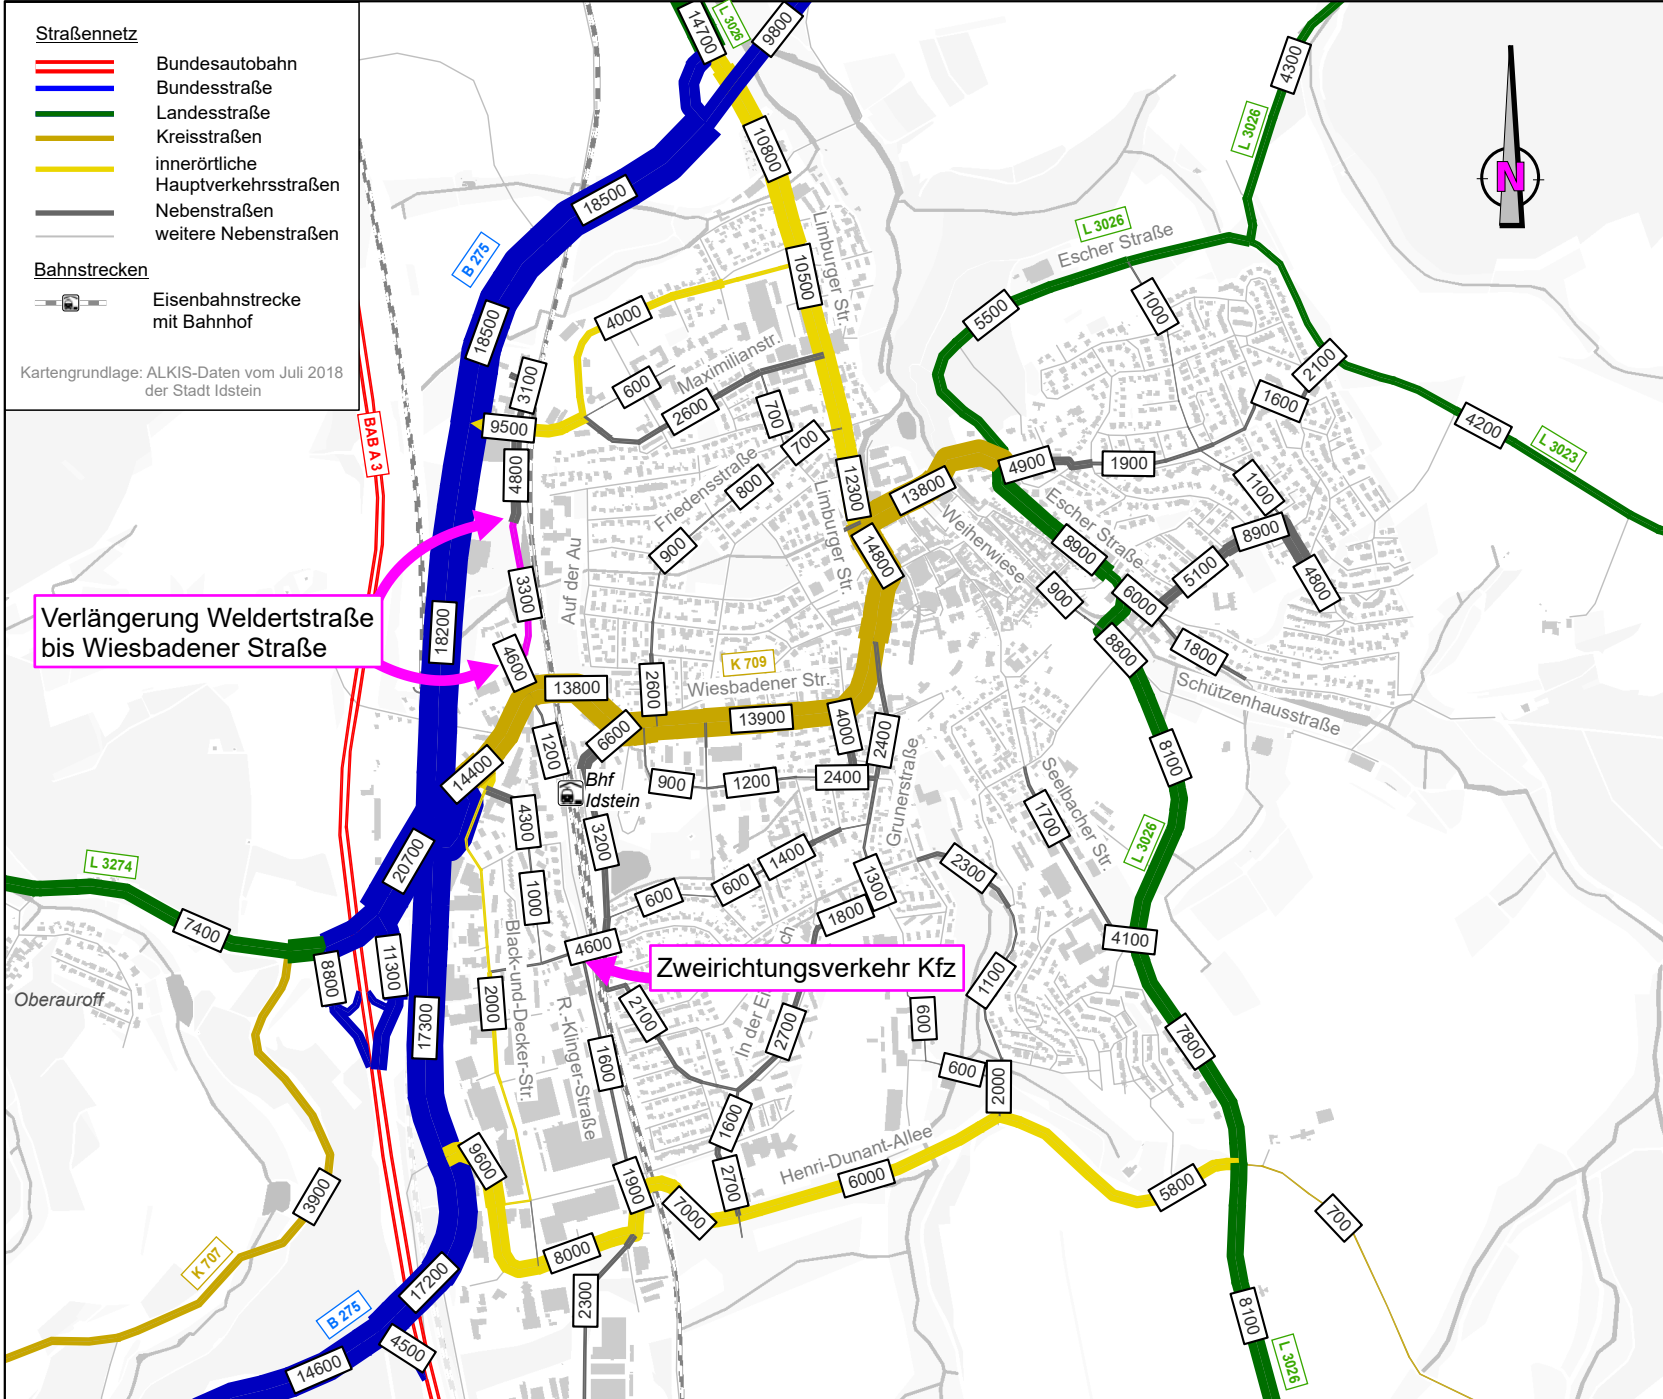 Straßennetz
Bundesautobahn
Bundesstraße
Landesstraße
Kreisstraßen
innerörtliche
Hauptverkehrsstraßen
Nebenstraßen
weitere Nebenstraßen
Bahnstrecken
Eisenbahnstrecke
mit Bahnhof
Kartengrundlage: ALKIS-Daten vom Juli 2018
der Stadt Idstein
14700
L 3026
9800
4300
L 3026
10800
18500
Limburger Str.
L 3026
Escher Straße
B 275
10500
1000
5500
4000
18500
Maximilianstr.
2100
3100
600
1600
2600
700
4200
9500
BAB A 3
700
L 3023
4800
Friedensstraße
800
12300
13800
4900
1900
1100
Limburger Str.
Weiherwiese
Escher Straße
8900
900
14800
8900
5100
4800
Auf der Au
3300
900
6000
Verlängerung Weldertstraße
bis Wiesbadener Straße
18200
4600
8800
1800
K 709
13800
2600
Wiesbadener Str.
Schützenhausstraße
13900
4000
6600
1200
2400
8100
14400
Bhf
Idstein
900
1200
2400
Grunerstraße
Seelbacher Str.
1700
4300
3200
L 3026
20700
L 3274
1400
2300
1300
600
600
1000
1800
7400
Black-und-Decker-Str.
4600
4100
Zweirichtungsverkehr Kfz
8800
11300
Oberauroff
2000
R.-Klinger-Straße
2100
In der Ei
ch
2700
1100
600
17300
7800
1600
600
2000
1600
9600
Henri-Dunant-Allee
3900
1900
2700
6000
5800
7000
700
K 707
8000
17200
2300
B 275
8100
4500
14600
L 3026